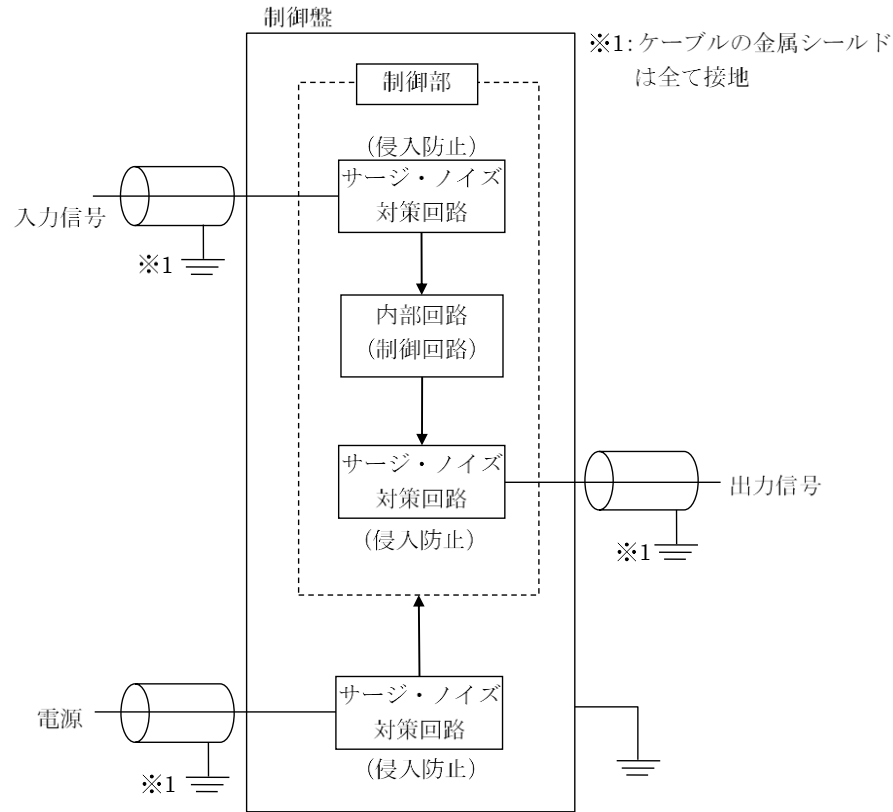 制御盤
※1:ケーブルの金属シールド
は全て接地
制御部
(侵入防止)
サージ・ノイズ
対策回路
入力信号
※1
内部回路
(制御回路)
サージ・ノイズ
対策回路
(侵入防止)
出力信号
※1
サージ・ノイズ
対策回路
(侵入防止)
電源
※1